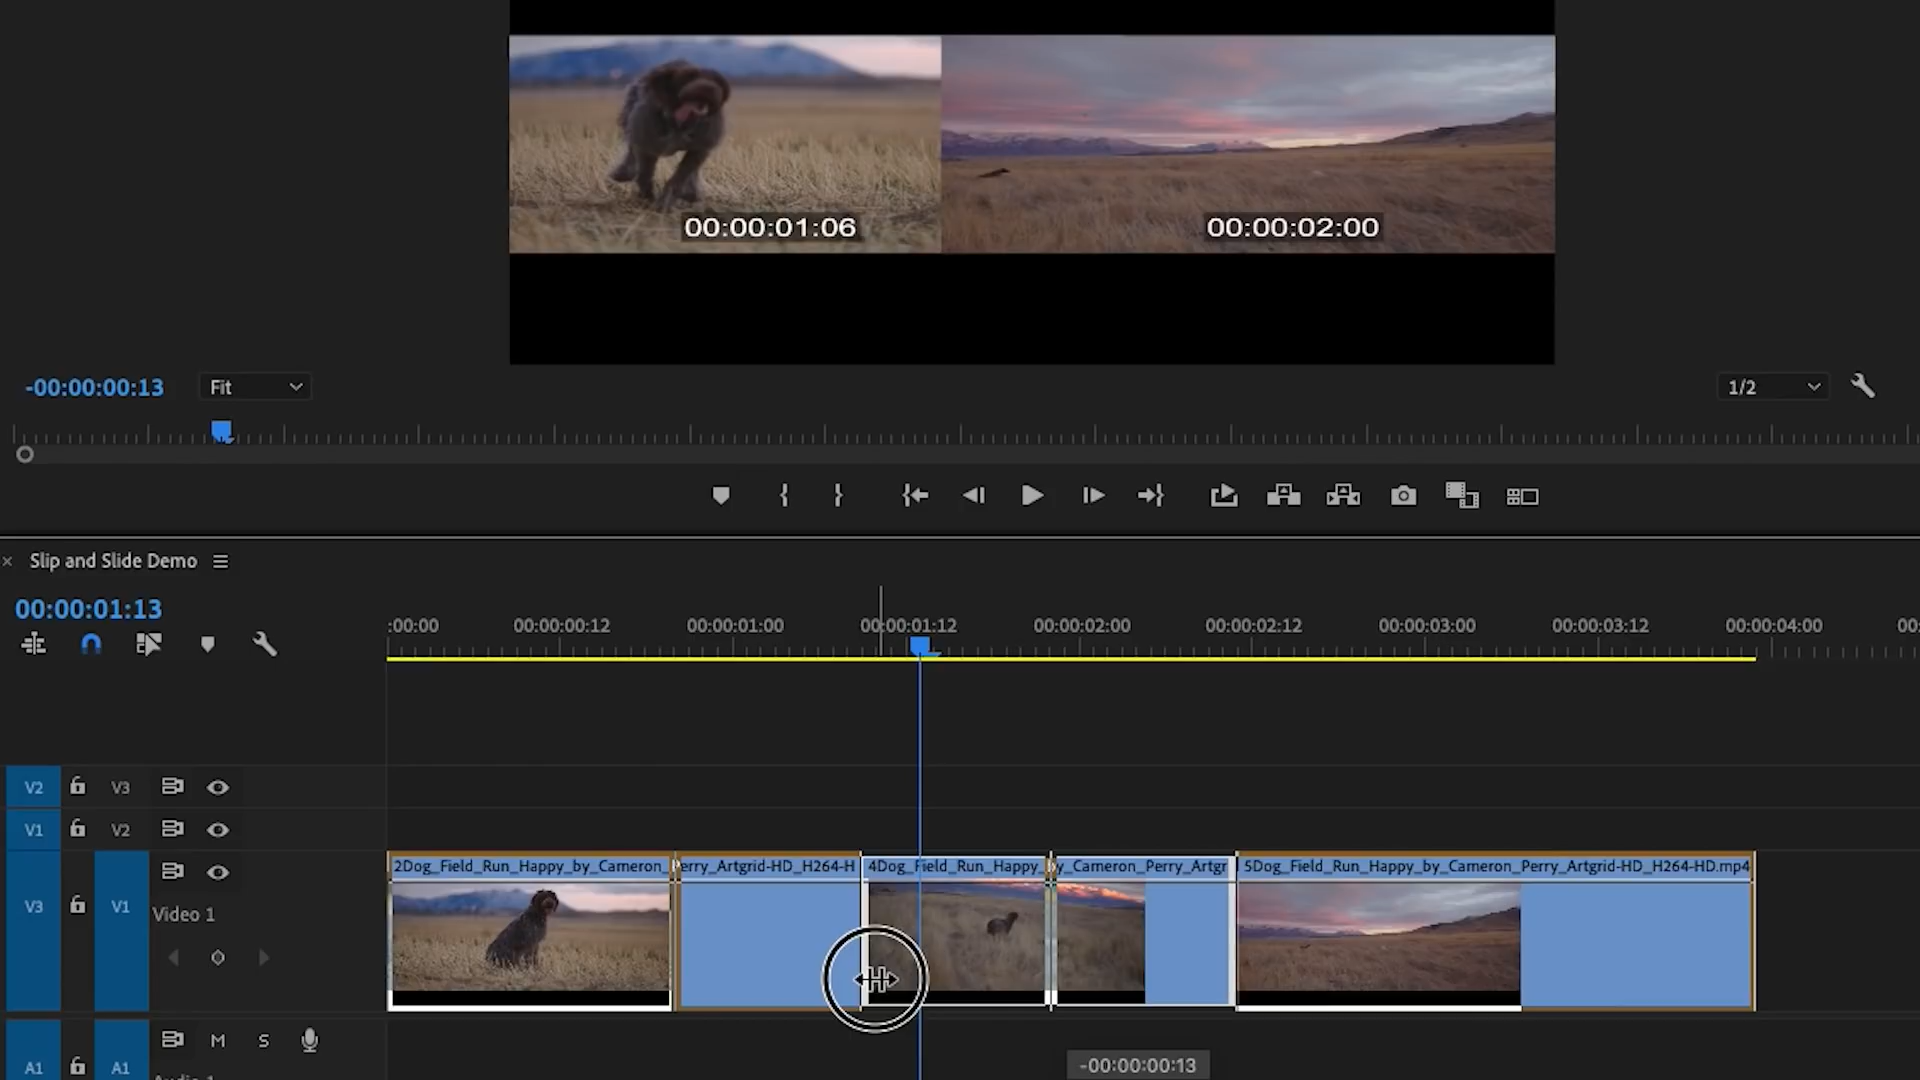 00:00:01:06
00:00:02:00
-00:00:00:13
Fit
1/2
Slip and Slide Demo
00:00:01:13
:00:00
00:00:00:12
00:00:01:00
00:00:01:12
00:00:02:00
00:00:02:12
00:00:03:00
00:00:03:12
00:00:04:00
00:
V2 V3
V1 V2
2Dog_Field_Run_Happy_by_Cameron_ erry_Artgrid-HD_H264-H 4Dog_Field_Run_Happy_ y_Cameron_Perry_Artgr 5Dog_Field_Run_Happy_by_Cameron_Perry_Artgrid-HD_H264-HD.mp4
V3 V1
Video 1
M S
A1 A1
-00:00:00:13